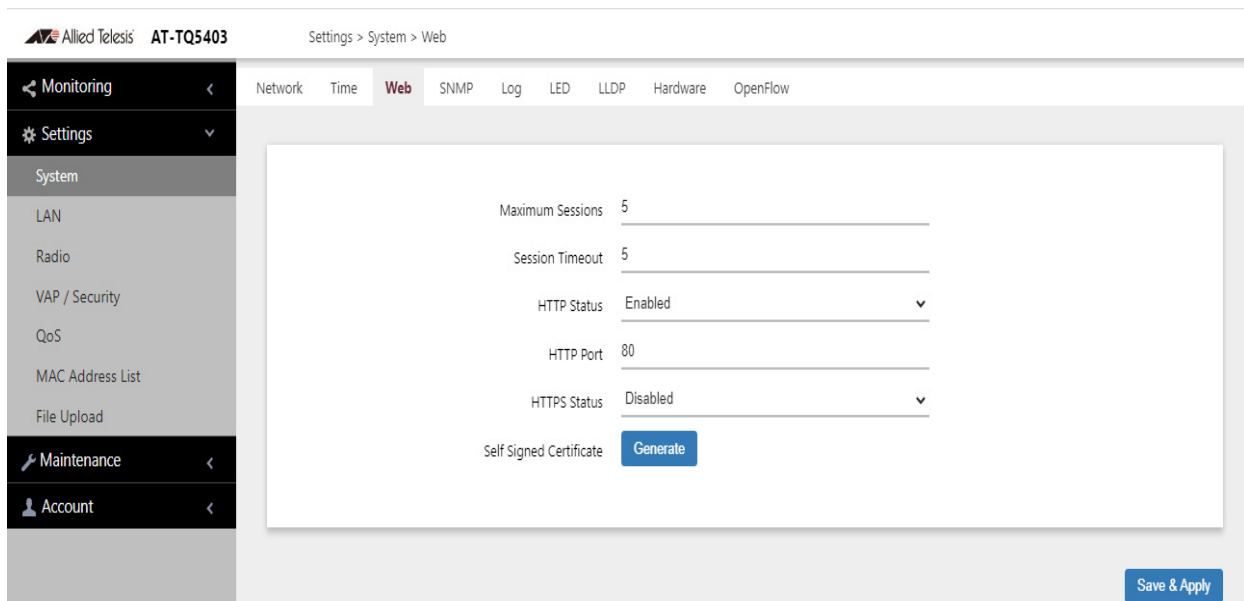 Allied Telesis AT-TQ5403 Settings > System > Web
Monitoring
Network Time Web SNMP Log LED LLDP Hardware OpenFlow
Settings
System
LAN
Radio
VAP / Security
QoS
MAC Address List
File Upload
Maintenance
Account
Maximum Sessions 5
Session Timeout 5
HTTP Status Enabled
HTTP Port 80
HTTPS Status Disabled
Self Signed Certificate Generate
Save & Apply